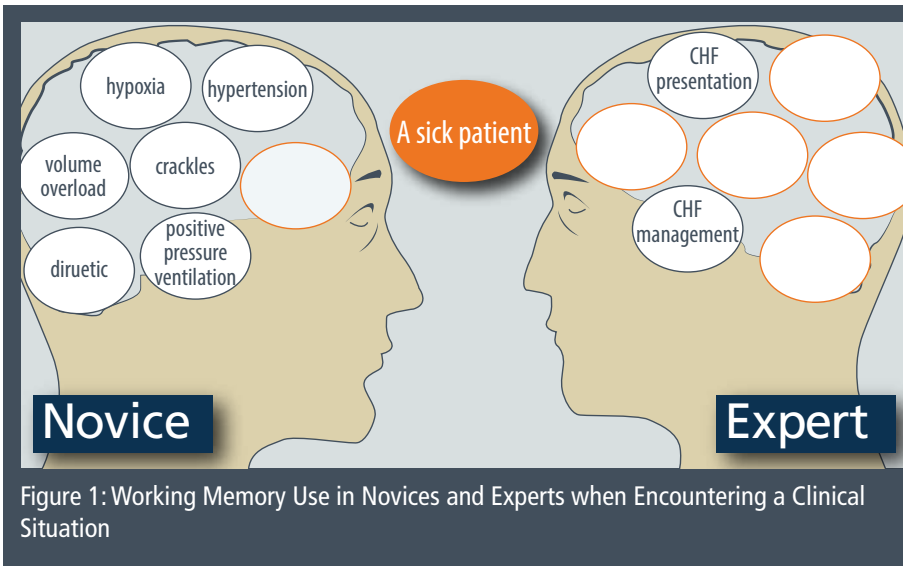 hypoxia
hypertension
volume
overload
crackles
diruetic
positive
pressure
ventilation
A sick patient
CHF
presentation
CHF
management
Novice
Expert
Figure 1: Working Memory Use in Novices and Experts when Encountering a Clinical
Situation